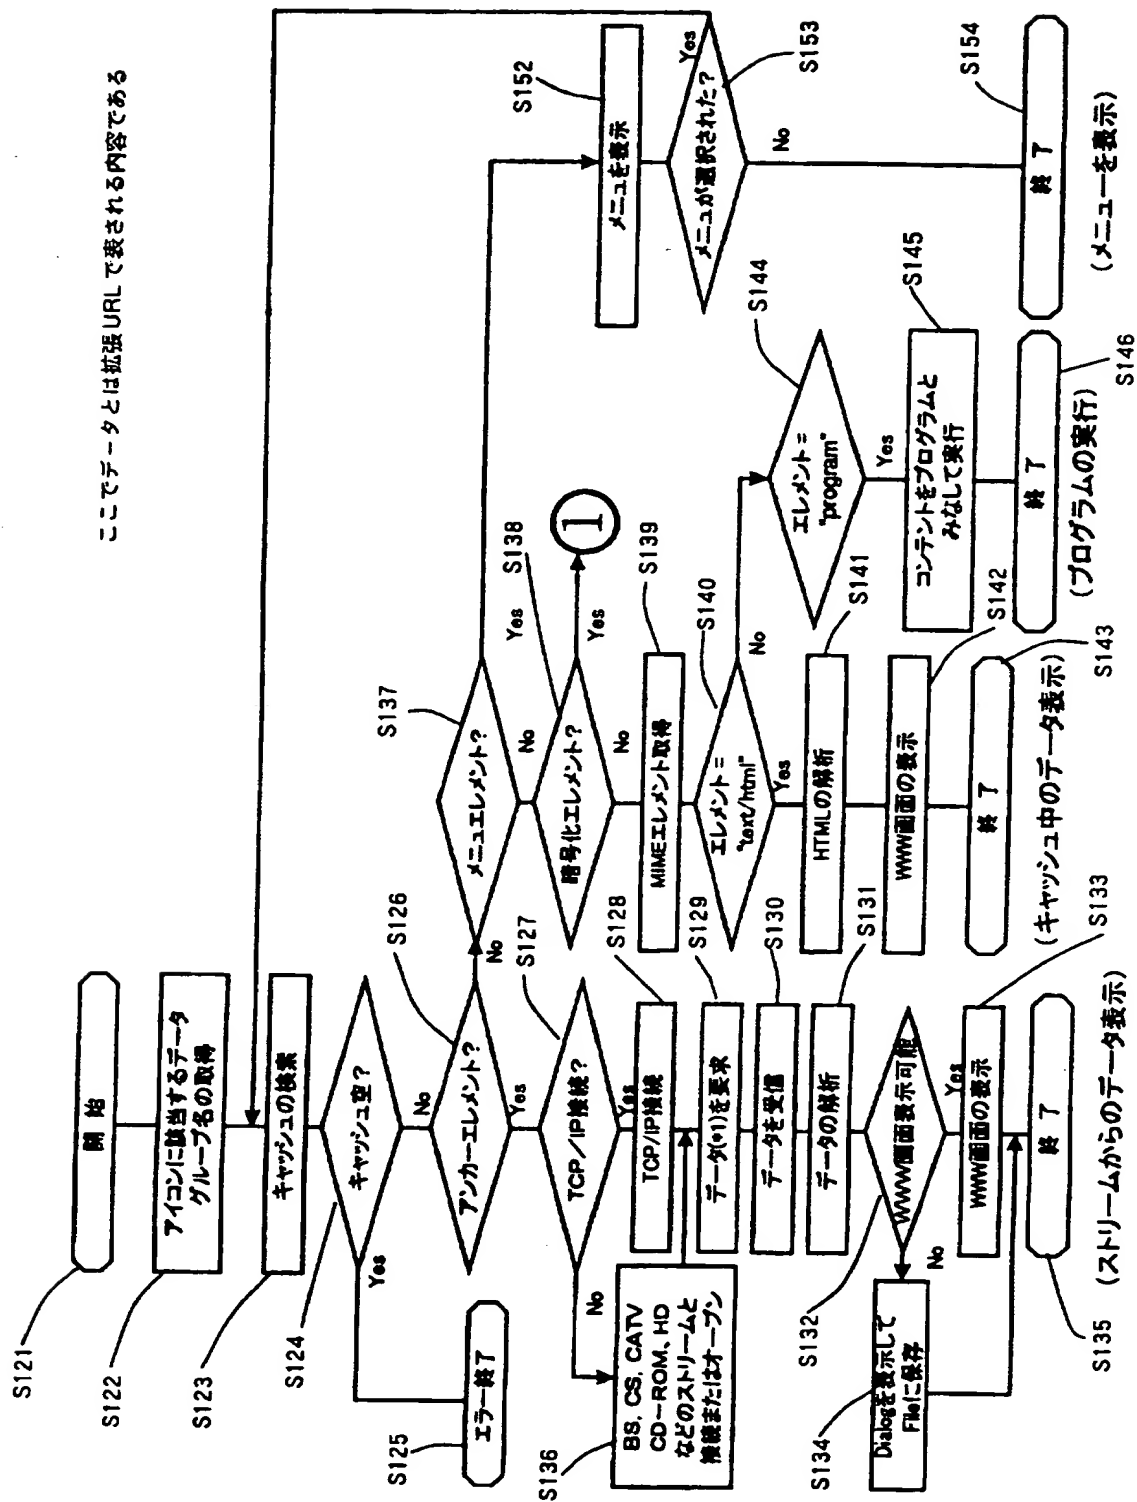 ここでデータとは拡張URLで表される内容である
開 始
S121
アイコンに該当するデータ
グループ名の取得
S122
キャッシュの検索
S123
キャッシュ空?
S124
Yes
No
エラー終了
S125
アンカーエレメント?
S126
No
Yes
TCP/IP接続?
S127
Yes
No
TCP/IP接続
S128
BS, CS, CATV
CD-ROM, HD
などのストリームと
接続またはオープン
S136
データ(*1)を要求
S129
データを受信
S130
データの解析
S131
WWW画面表示可能
S132
Yes
No
WWW画面の表示
S133
Dialogを表示して
Fileに保存
S134
終 了
S135
(ストリームからのデータ表示)
メニュエレメント?
S137
Yes
No
暗号化エレメント?
S138
Yes
1
No
MIMEエレメント取得
S139
エレメント=
"text/html"
S140
No
Yes
HTMLの解析
S141
WWW画面の表示
S142
終 了
S143
(キャッシュ中のデータ表示)
エレメント=
"program"
S144
Yes
コンテントをプログラムと
みなして実行
S145
終 了
S146
(プログラムの実行)
メニュを表示
S152
メニュが選択された?
S153
Yes
No
終 了
S154
(メニューを表示)